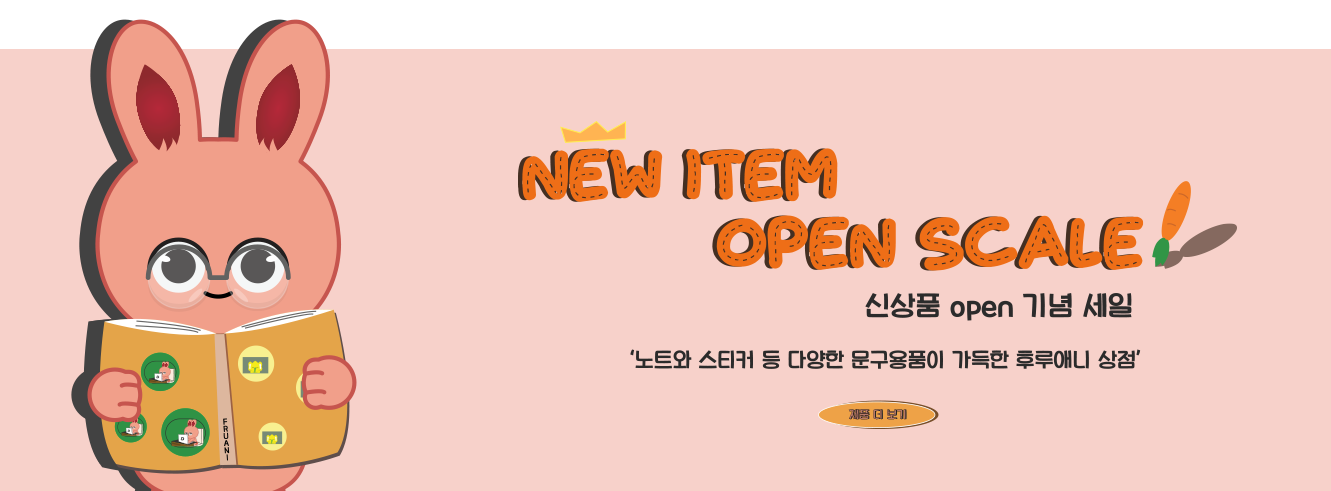 NEW ITEM
OPEN SCALE
신상품 open 기념 세일
‘노트와 스티커 등 다양한 문구용품이 가득한 후루애니 상점’
제품 더 보기
FRUANI